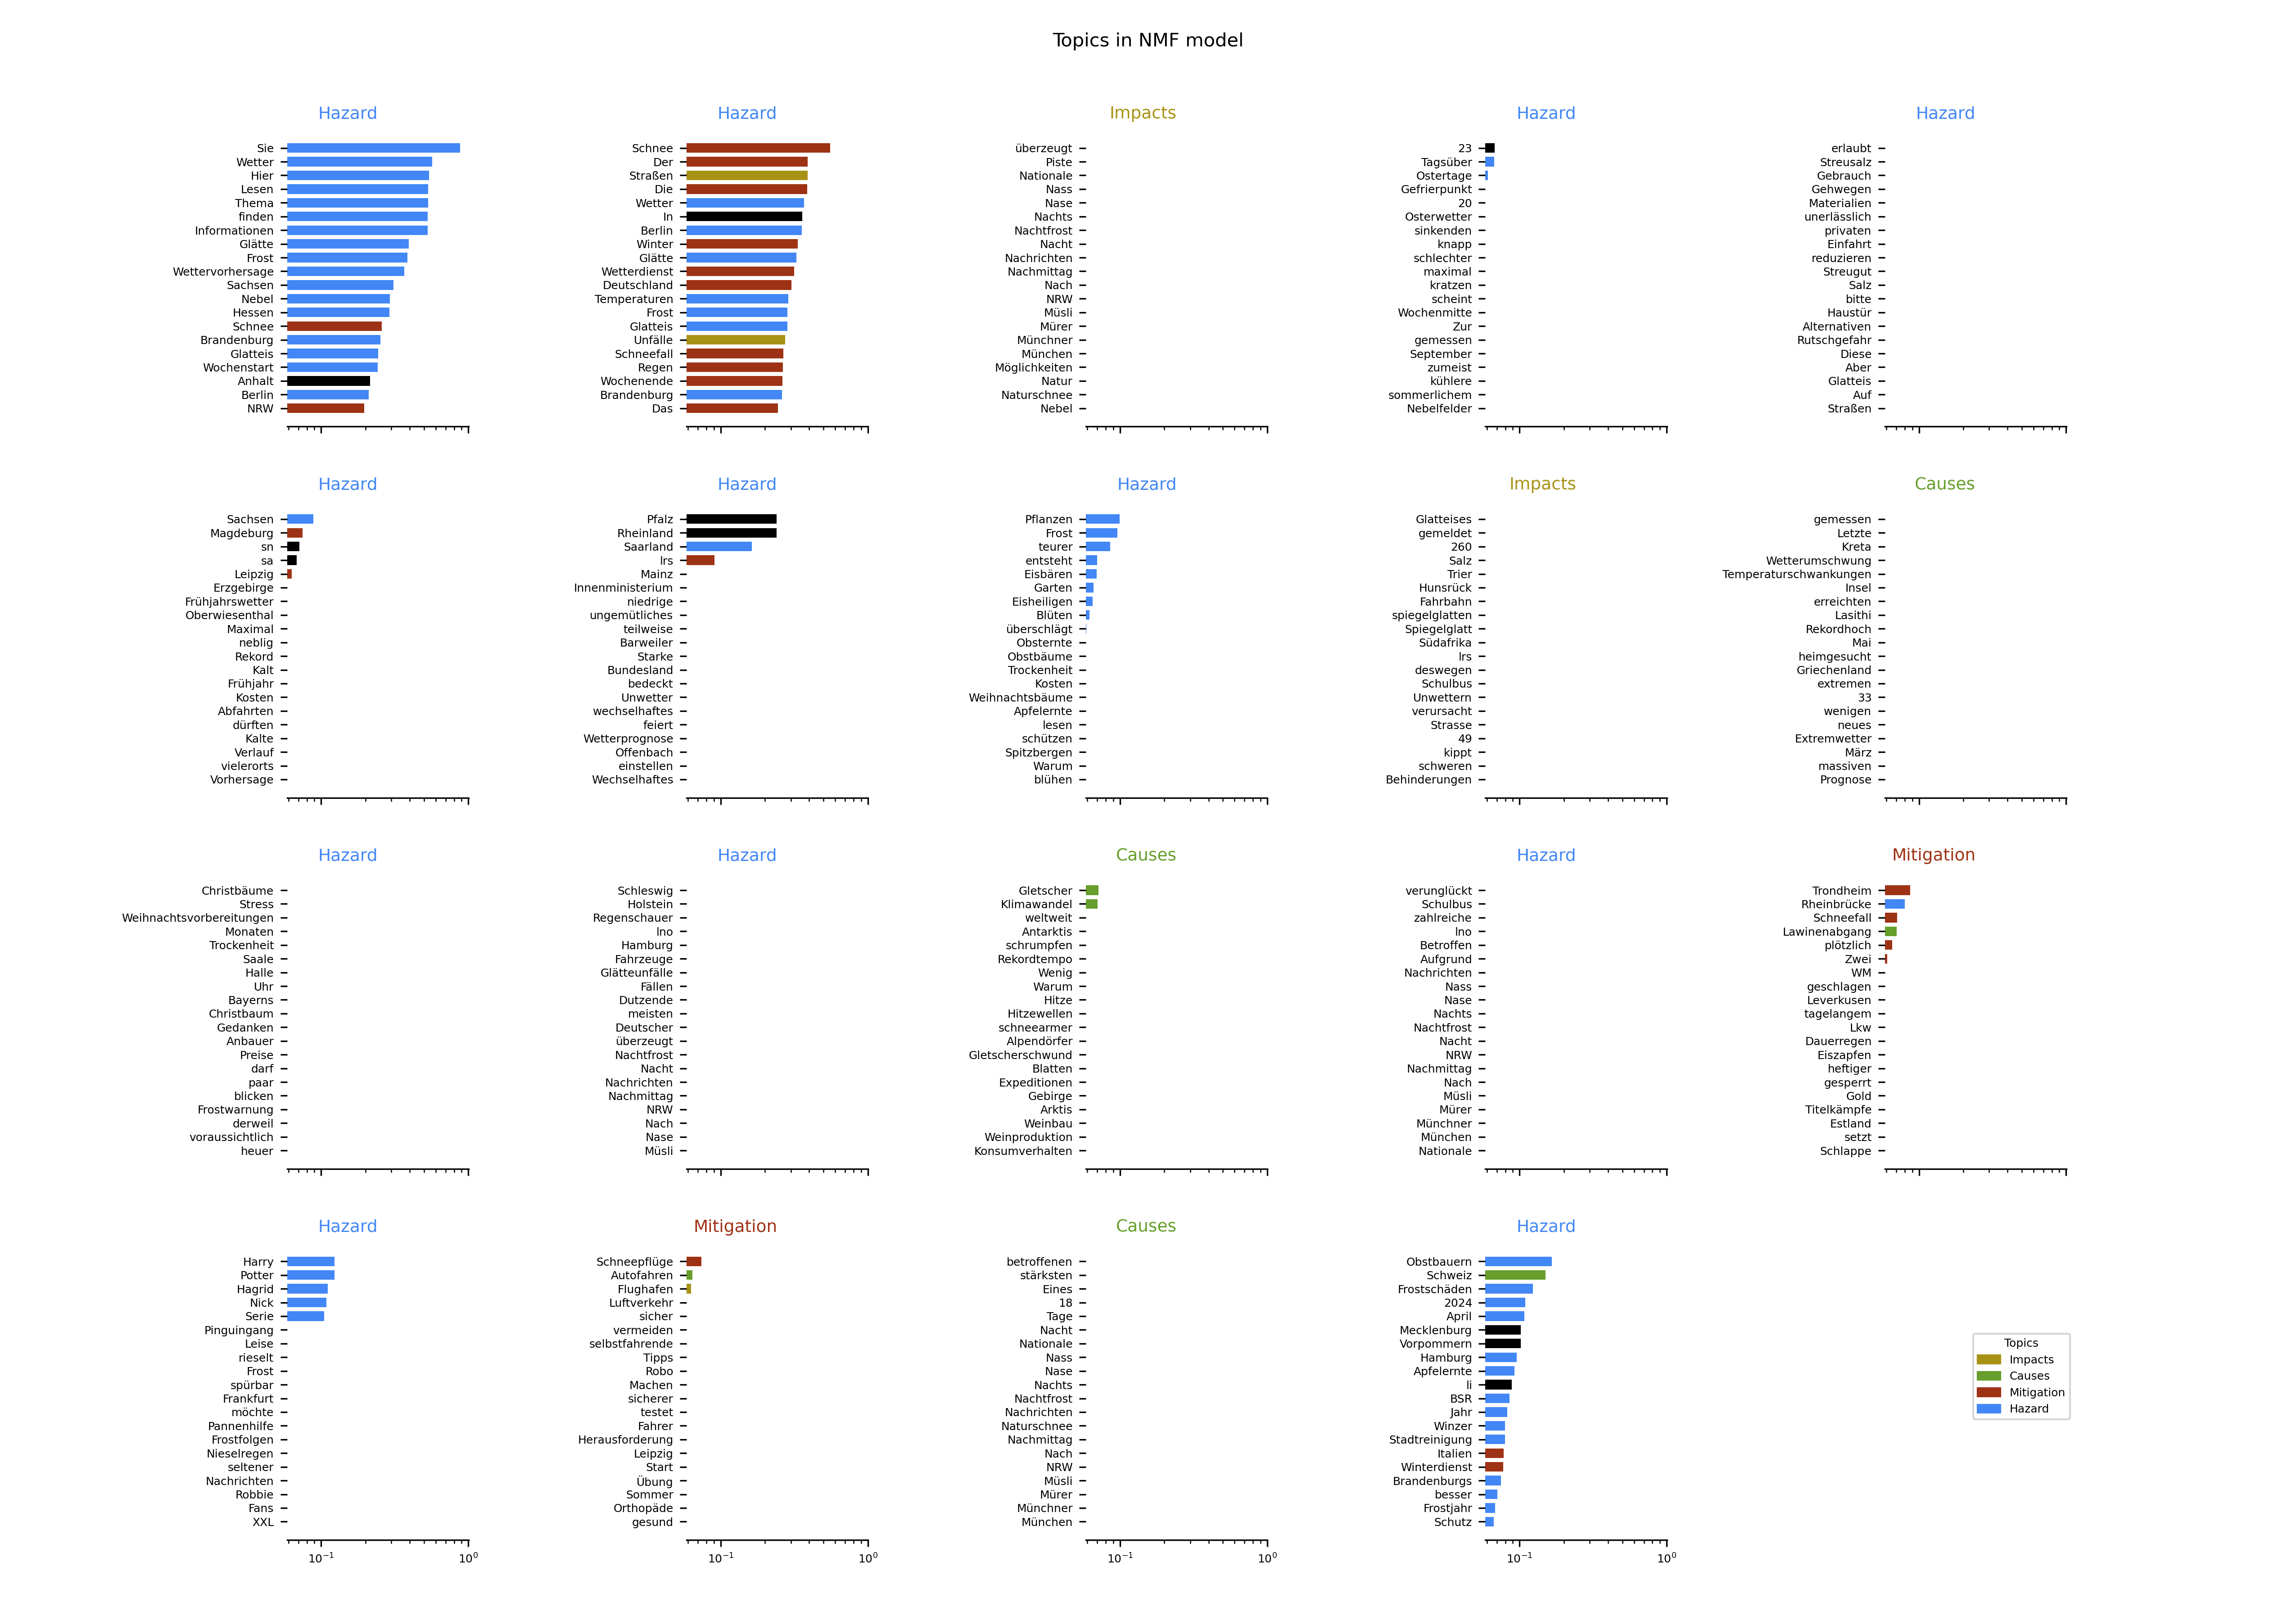 Topics in NMF model
Hazard
Sie
Wetter
Hier
Lesen
Thema
finden
Informationen
Glätte
Frost
Wettervorhersage
Sachsen
Nebel
Hessen
Schnee
Brandenburg
Glatteis
Wochenstart
Anhalt
Berlin
NRW
Hazard
Schnee
Der
Straßen
Die
Wetter
In
Berlin
Winter
Glätte
Wetterdienst
Deutschland
Temperaturen
Frost
Glatteis
Unfälle
Schneefall
Regen
Wochenende
Brandenburg
Das
Impacts
überzeugt
Piste
Nationale
Nass
Nase
Nachts
Nachtfrost
Nacht
Nachrichten
Nachmittag
Nach
NRW
Müsli
Mürer
Münchner
München
Möglichkeiten
Natur
Naturschnee
Nebel
Hazard
23
Tagsüber
Ostertage
Gefrierpunkt
20
Osterwetter
sinkenden
knapp
schlechter
maximal
kratzen
scheint
Wochenmitte
Zur
gemessen
September
zumeist
kühlere
sommerlichem
Nebelfelder
Hazard
erlaubt
Streusalz
Gebrauch
Gehwegen
Materialien
unerlässlich
privaten
Einfahrt
reduzieren
Streugut
Salz
bitte
Haustür
Alternativen
Rutschgefahr
Diese
Aber
Glatteis
Auf
Straßen
Hazard
Sachsen
Magdeburg
sn
sa
Leipzig
Erzgebirge
Frühjahrswetter
Oberwiesenthal
Maximal
neblig
Rekord
Kalt
Frühjahr
Kosten
Abfahrten
dürften
Kalte
Verlauf
vielerorts
Vorhersage
Hazard
Pfalz
Rheinland
Saarland
lrs
Mainz
Innenministerium
niedrige
ungemütliches
teilweise
Barweiler
Starke
Bundesland
bedeckt
Unwetter
wechselhaftes
feiert
Wetterprognose
Offenbach
einstellen
Wechselhaftes
Hazard
Pflanzen
Frost
teurer
entsteht
Eisbären
Garten
Eisheiligen
Blüten
überschlägt
Obsternte
Obstbäume
Trockenheit
Kosten
Weihnachtsbäume
Apfelernte
lesen
schützen
Spitzbergen
Warum
blühen
Impacts
Glatteises
gemeldet
260
Salz
Trier
Hunsrück
Fahrbahn
spiegelglatten
Spiegelglatt
Südafrika
lrs
deswegen
Schulbus
Unwettern
verursacht
Strasse
49
kippt
schweren
Behinderungen
Causes
gemessen
Letzte
Kreta
Wetterumschwung
Temperaturschwankungen
Insel
erreichten
Lasithi
Rekordhoch
Mai
heimgesucht
Griechenland
extremen
33
wenigen
neues
Extremwetter
März
massiven
Prognose
Hazard
Christbäume
Stress
Weihnachtsvorbereitungen
Monaten
Trockenheit
Saale
Halle
Uhr
Bayerns
Christbaum
Gedanken
Anbauer
Preise
darf
paar
blicken
Frostwarnung
derweil
voraussichtlich
heuer
Hazard
Schleswig
Holstein
Regenschauer
lno
Hamburg
Fahrzeuge
Glätteunfälle
Fällen
Dutzende
meisten
Deutscher
überzeugt
Nachtfrost
Nacht
Nachrichten
Nachmittag
NRW
Nach
Nase
Müsli
Causes
Gletscher
Klimawandel
weltweit
Antarktis
schrumpfen
Rekordtempo
Wenig
Warum
Hitze
Hitzewellen
schneearmer
Alpendörfer
Gletscherschwund
Blatten
Expeditionen
Gebirge
Arktis
Weinbau
Weinproduktion
Konsumverhalten
Hazard
verunglückt
Schulbus
zahlreiche
lno
Betroffen
Aufgrund
Nachrichten
Nass
Nase
Nachts
Nachtfrost
Nacht
NRW
Nachmittag
Nach
Müsli
Mürer
Münchner
München
Nationale
Mitigation
Trondheim
Rheinbrücke
Schneefall
Lawinenabgang
plötzlich
Zwei
WM
geschlagen
Leverkusen
tagelangem
Lkw
Dauerregen
Eiszapfen
heftiger
gesperrt
Gold
Titelkämpfe
Estland
setzt
Schlappe
Hazard
Harry
Potter
Hagrid
Nick
Serie
Pinguingang
Leise
rieselt
Frost
spürbar
Frankfurt
möchte
Pannenhilfe
Frostfolgen
Nieselregen
seltener
Nachrichten
Robbie
Fans
XXL
10⁻¹ 10⁰
Mitigation
Schneepflüge
Autofahren
Flughafen
Luftverkehr
sicher
vermeiden
selbstfahrende
Tipps
Robo
Machen
sicherer
testet
Fahrer
Herausforderung
Leipzig
Start
Übung
Sommer
Orthopäde
gesund
10⁻¹ 10⁰
Causes
betroffenen
stärksten
Eines
18
Tage
Nacht
Nationale
Nass
Nase
Nachts
Nachtfrost
Nachrichten
Naturschnee
Nachmittag
Nach
NRW
Müsli
Mürer
Münchner
München
10⁻¹ 10⁰
Hazard
Obstbauern
Schweiz
Frostschäden
2024
April
Mecklenburg
Vorpommern
Hamburg
Apfelernte
li
BSR
Jahr
Winzer
Stadtreinigung
Italien
Winterdienst
Brandenburgs
besser
Frostjahr
Schutz
10⁻¹ 10⁰
Topics
Impacts
Causes
Mitigation
Hazard